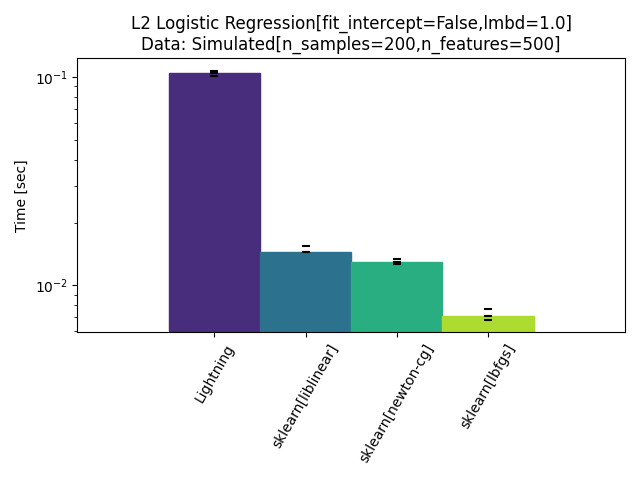 L2 Logistic Regression[fit_intercept=False,lmbd=1.0]
Data: Simulated[n_samples=200,n_features=500]
Time [sec]
10⁻¹
10⁻²
Lightning
sklearn[liblinear]
sklearn[newton-cg]
sklearn[lbfgs]